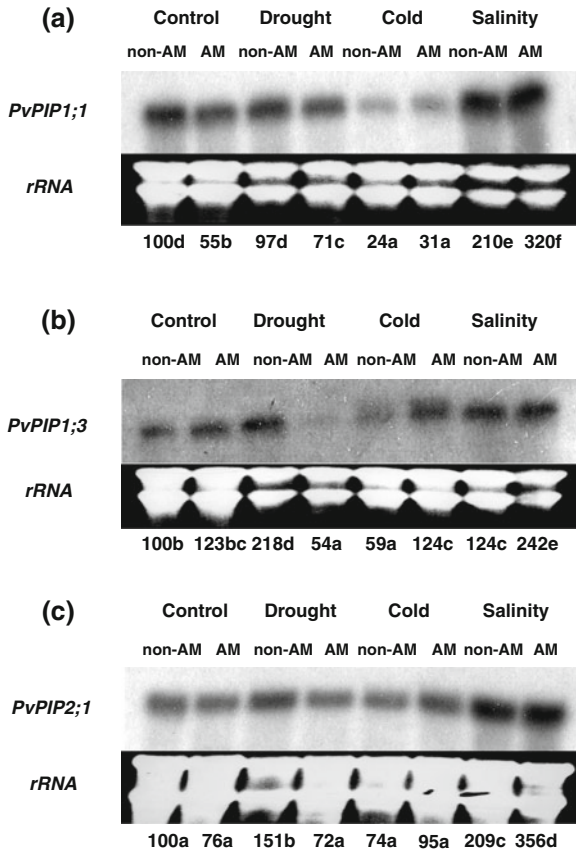 (a)
Control Drought Cold Salinity
non-AM AM non-AM AM non-AM AM non-AM AM
PvPIP1;1
rRNA
100d 55b 97d 71c 24a 31a 210e 320f
(b)
Control Drought Cold Salinity
non-AM AM non-AM AM non-AM AM non-AM AM
PvPIP1;3
rRNA
100b 123bc 218d 54a 59a 124c 124c 242e
(c)
Control Drought Cold Salinity
non-AM AM non-AM AM non-AM AM non-AM AM
PvPIP2;1
rRNA
100a 76a 151b 72a 74a 95a 209c 356d